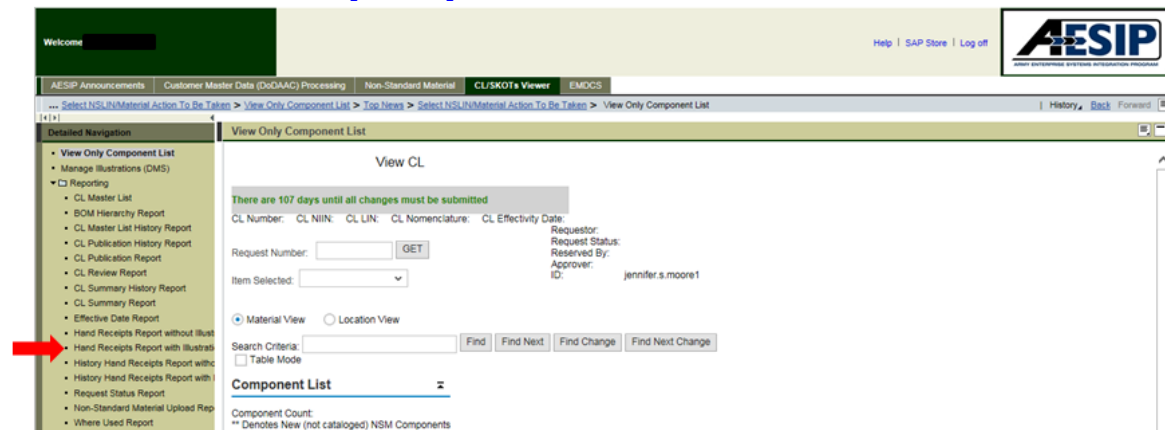 Welcome
Help | SAP Store | Log off
AESIP
ARMY ENTERPRISE SYSTEMS INTEGRATION PROGRAM
AESIP Announcements Customer Master Data (DoDAAC) Processing Non-Standard Material CL/SKOTs Viewer EMDCS
... Select NSLIN/Material Action To Be Taken > View Only Component List > Top News > Select NSLIN/Material Action To Be Taken > View Only Component List | History Back Forward
Detailed Navigation
View Only Component List
• View Only Component List
• Manage Illustrations (DMS)
Reporting
• CL Master List
• BOM Hierarchy Report
• CL Master List History Report
• CL Publication History Report
• CL Publication Report
• CL Review Report
• CL Summary History Report
• CL Summary Report
• Effective Date Report
• Hand Receipts Report without Illust
• Hand Receipts Report with Illustrati
• History Hand Receipts Report witho
• History Hand Receipts Report with I
• Request Status Report
• Non-Standard Material Upload Rep
• Where Used Report
View CL
There are 107 days until all changes must be submitted
CL Number: CL NIIN: CL LIN: CL Nomenclature: CL Effectivity Date:
Requestor:
Request Status:
Reserved By:
Approver:
ID: jennifer.s.moore1
Request Number: GET
Item Selected:
Material View Location View
Search Criteria: Find Find Next Find Change Find Next Change
Table Mode
Component List
Component Count:
** Denotes New (not cataloged) NSM Components